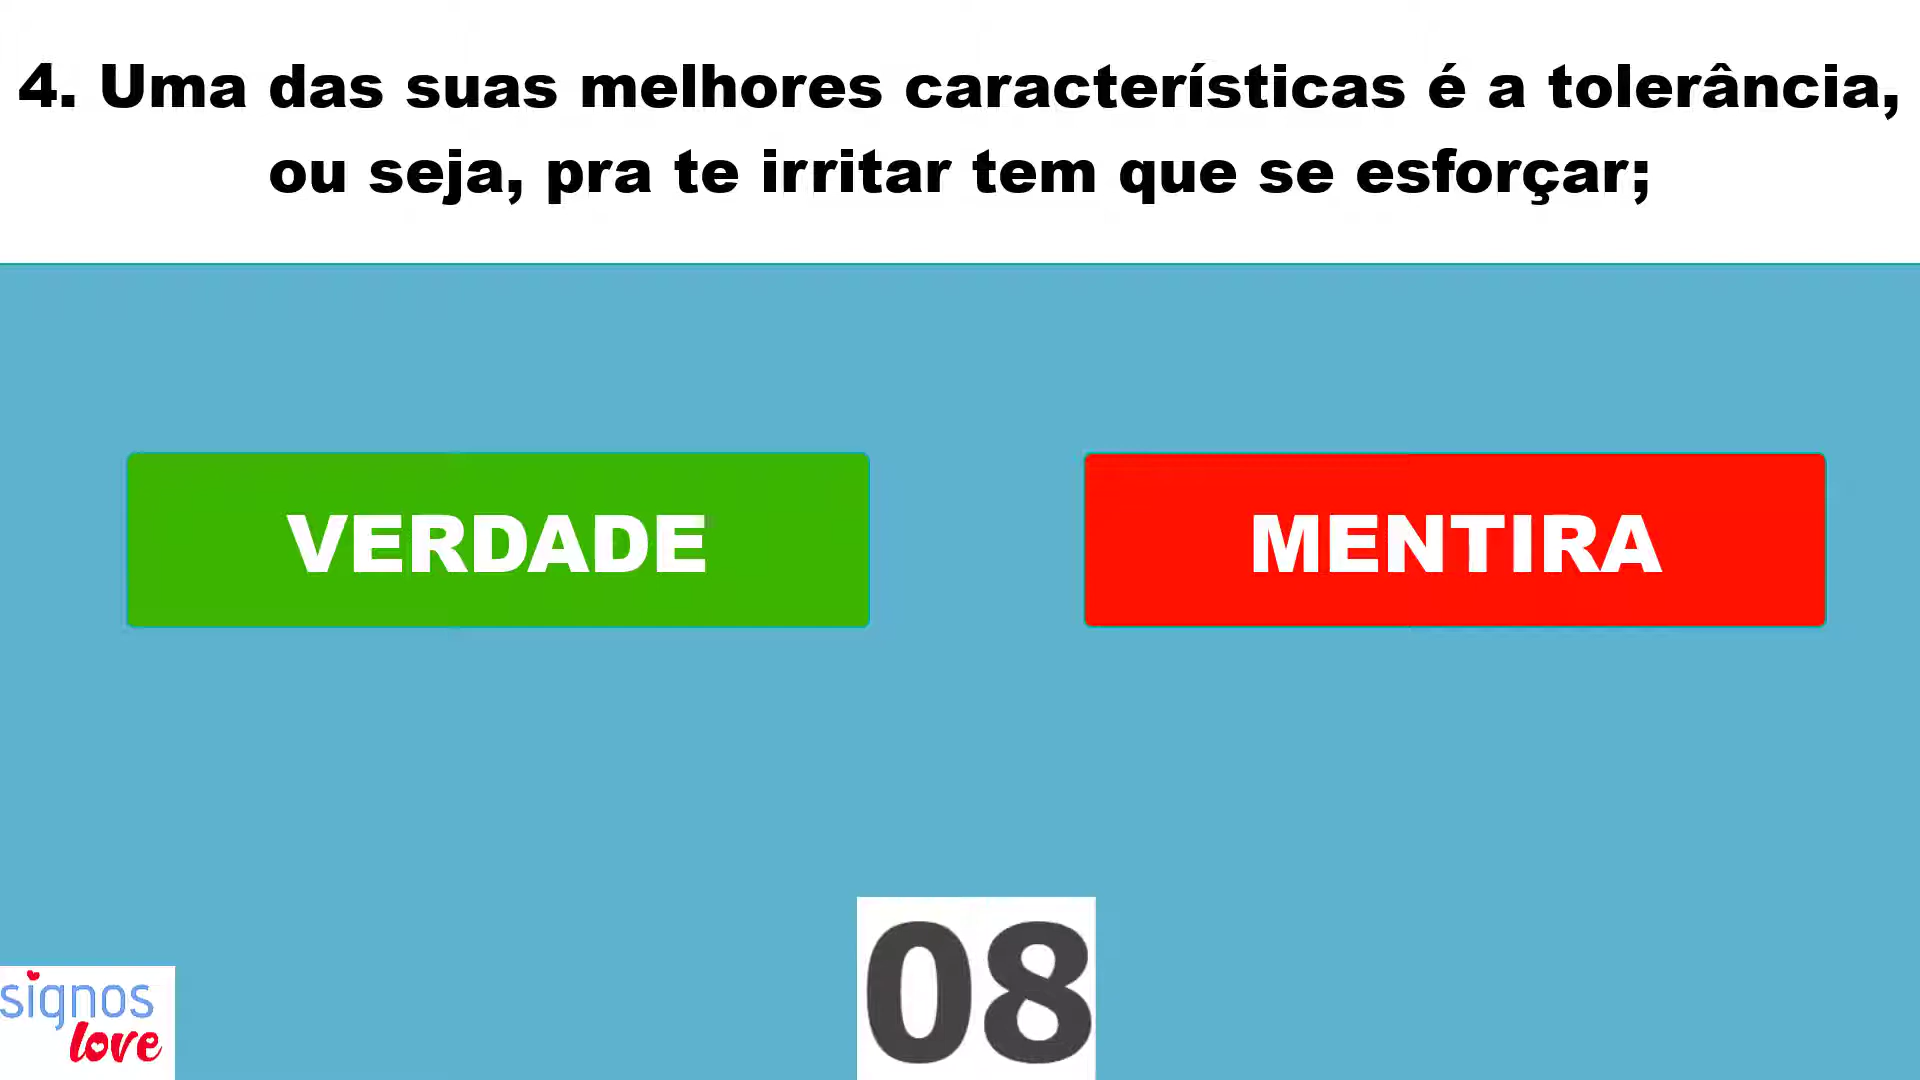 4. Uma das suas melhores características é a tolerância,
ou seja, pra te irritar tem que se esforçar;
VERDADE
MENTIRA
08
signos
love